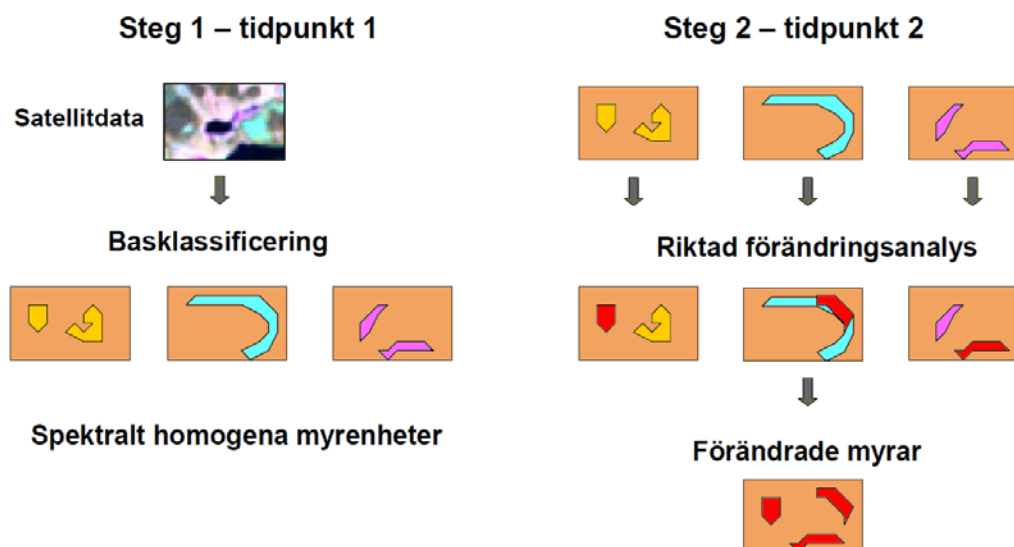 Steg 1 – tidpunkt 1
Satellitdata
Basklassificering
Spektralt homogena myrenheter
Steg 2 – tidpunkt 2
Riktad förändringsanalys
Förändrade myrar